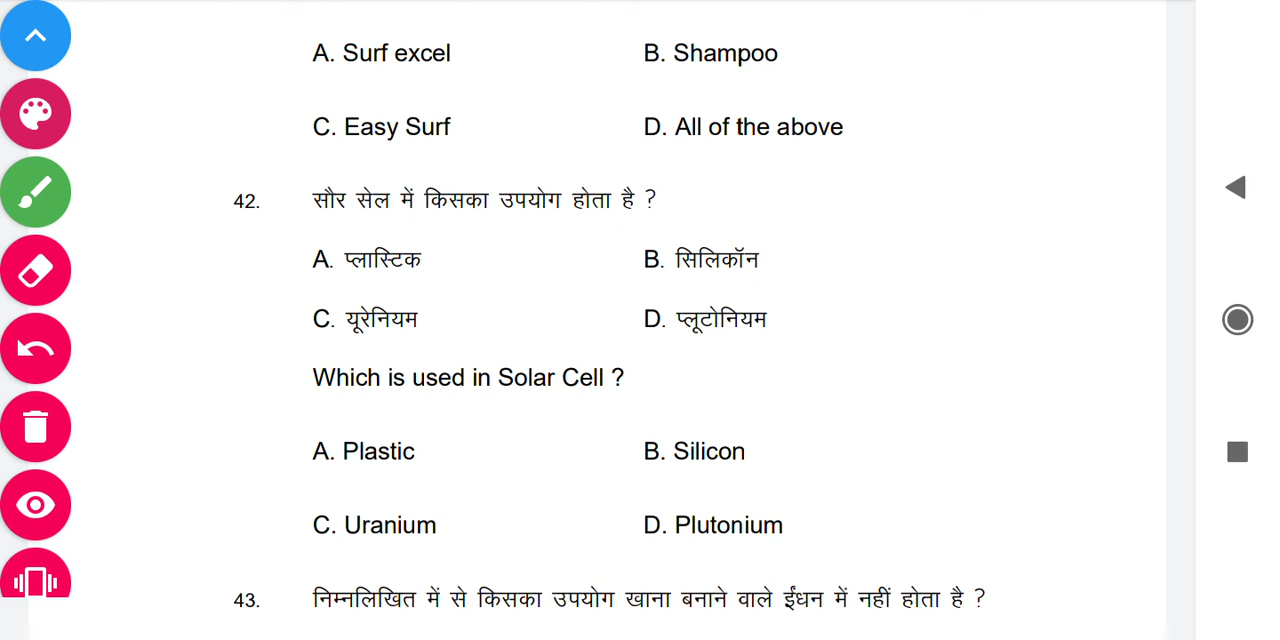 A. Surf excel B. Shampoo
C. Easy Surf D. All of the above
42. सौर सेल में किसका उपयोग होता है ?
A. प्लास्टिक B. सिलिकॉन
C. यूरेनियम D. प्लूटोनियम
Which is used in Solar Cell ?
A. Plastic B. Silicon
C. Uranium D. Plutonium
43. निम्नलिखित में से किसका उपयोग खाना बनाने वाले ईंधन में नहीं होता है ?